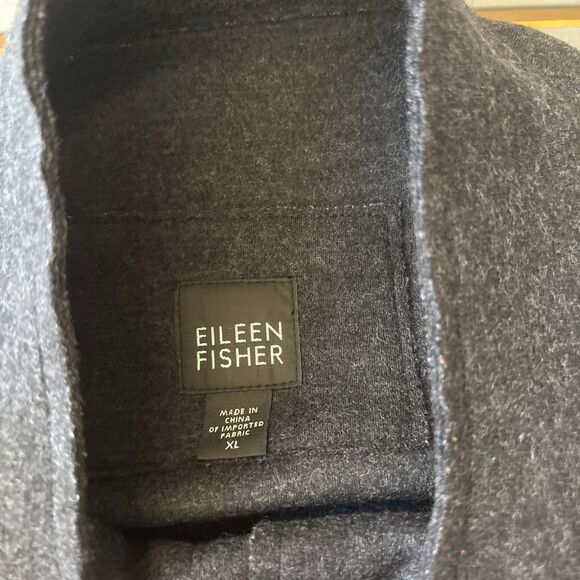 EILEEN
FISHER
MADE IN
CHINA
OF IMPORTED
FABRIC
XL